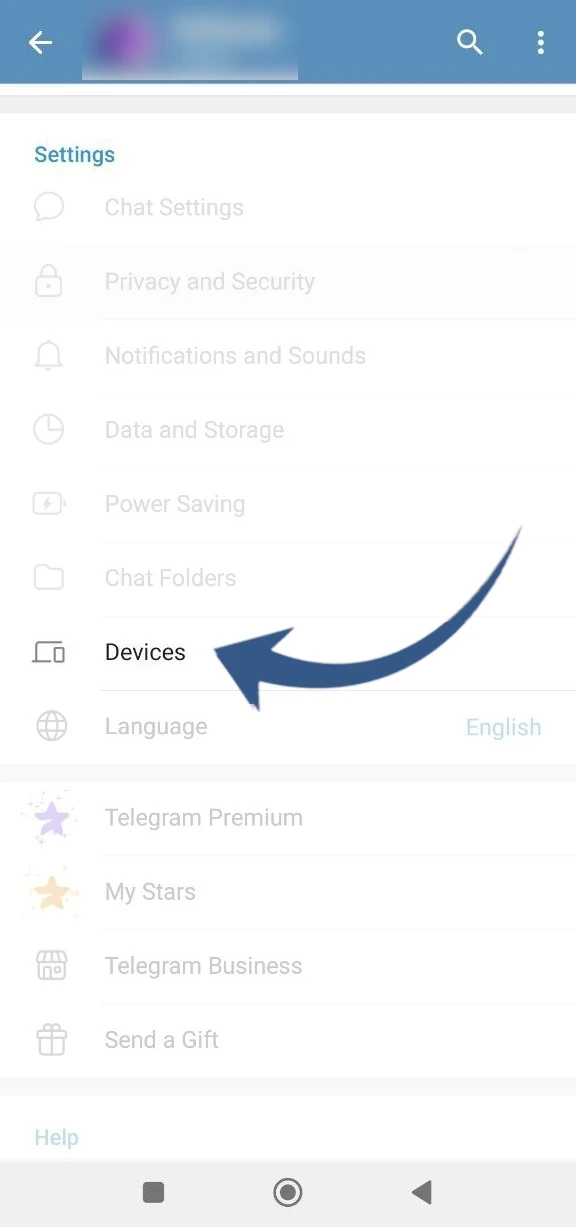 Settings
Chat Settings
Privacy and Security
Notifications and Sounds
Data and Storage
Power Saving
Chat Folders
Devices
Language English
Telegram Premium
My Stars
Telegram Business
Send a Gift
Help